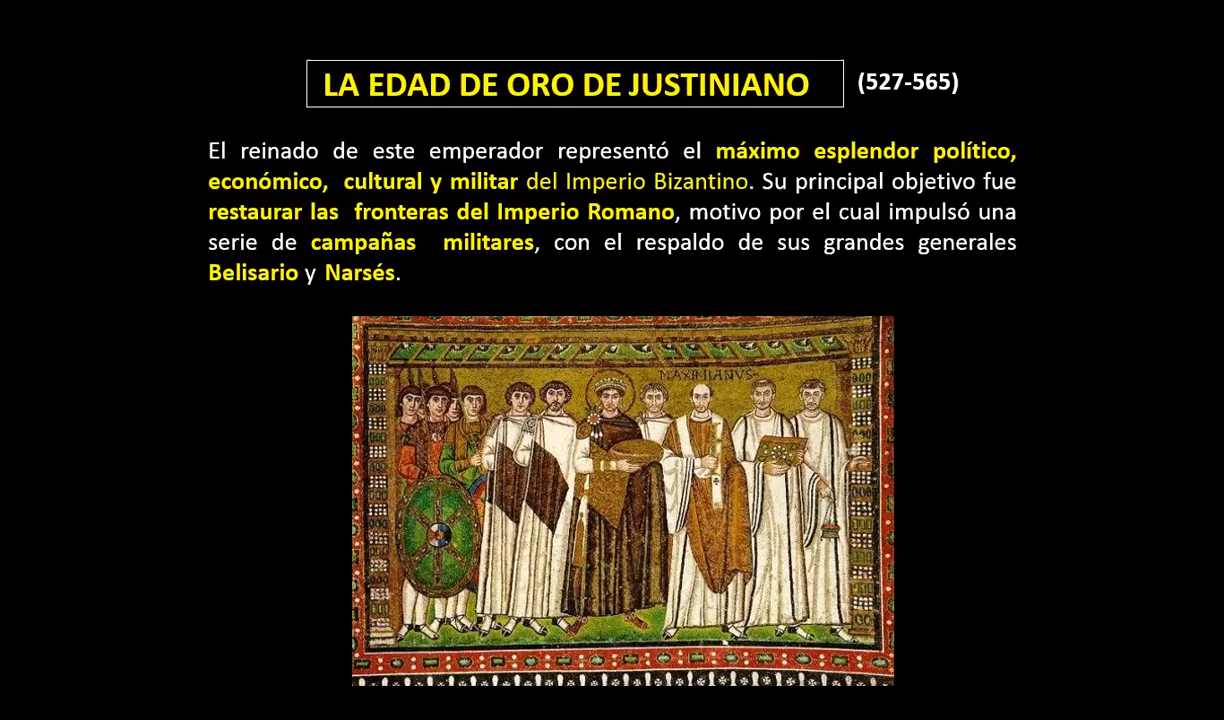 LA EDAD DE ORO DE JUSTINIANO (527-565)
El reinado de este emperador representó el máximo esplendor político,
económico, cultural y militar del Imperio Bizantino. Su principal objetivo fue
restaurar las fronteras del Imperio Romano, motivo por el cual impulsó una
serie de campañas militares, con el respaldo de sus grandes generales
Belisario y Narsés.
MAXIMIANVS